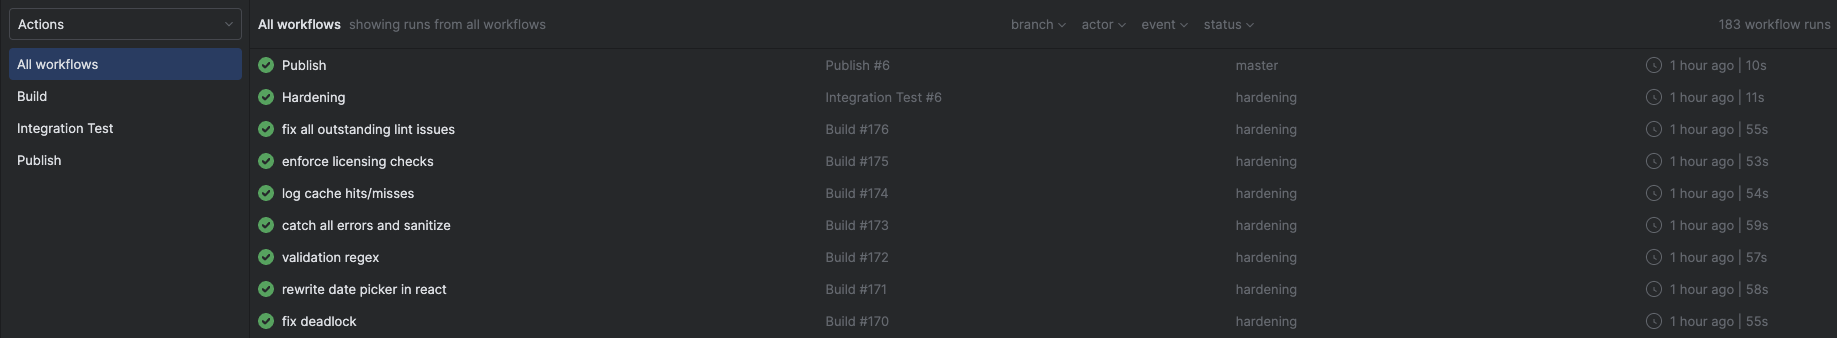 Actions
All workflows
Build
Integration Test
Publish
All workflows showing runs from all workflows branch actor event status 183 workflow runs
Publish Publish #6 master 1 hour ago | 10s
Hardening Integration Test #6 hardening 1 hour ago | 11s
fix all outstanding lint issues Build #176 hardening 1 hour ago | 55s
enforce licensing checks Build #175 hardening 1 hour ago | 53s
log cache hits/misses Build #174 hardening 1 hour ago | 54s
catch all errors and sanitize Build #173 hardening 1 hour ago | 59s
validation regex Build #172 hardening 1 hour ago | 57s
rewrite date picker in react Build #171 hardening 1 hour ago | 58s
fix deadlock Build #170 hardening 1 hour ago | 55s